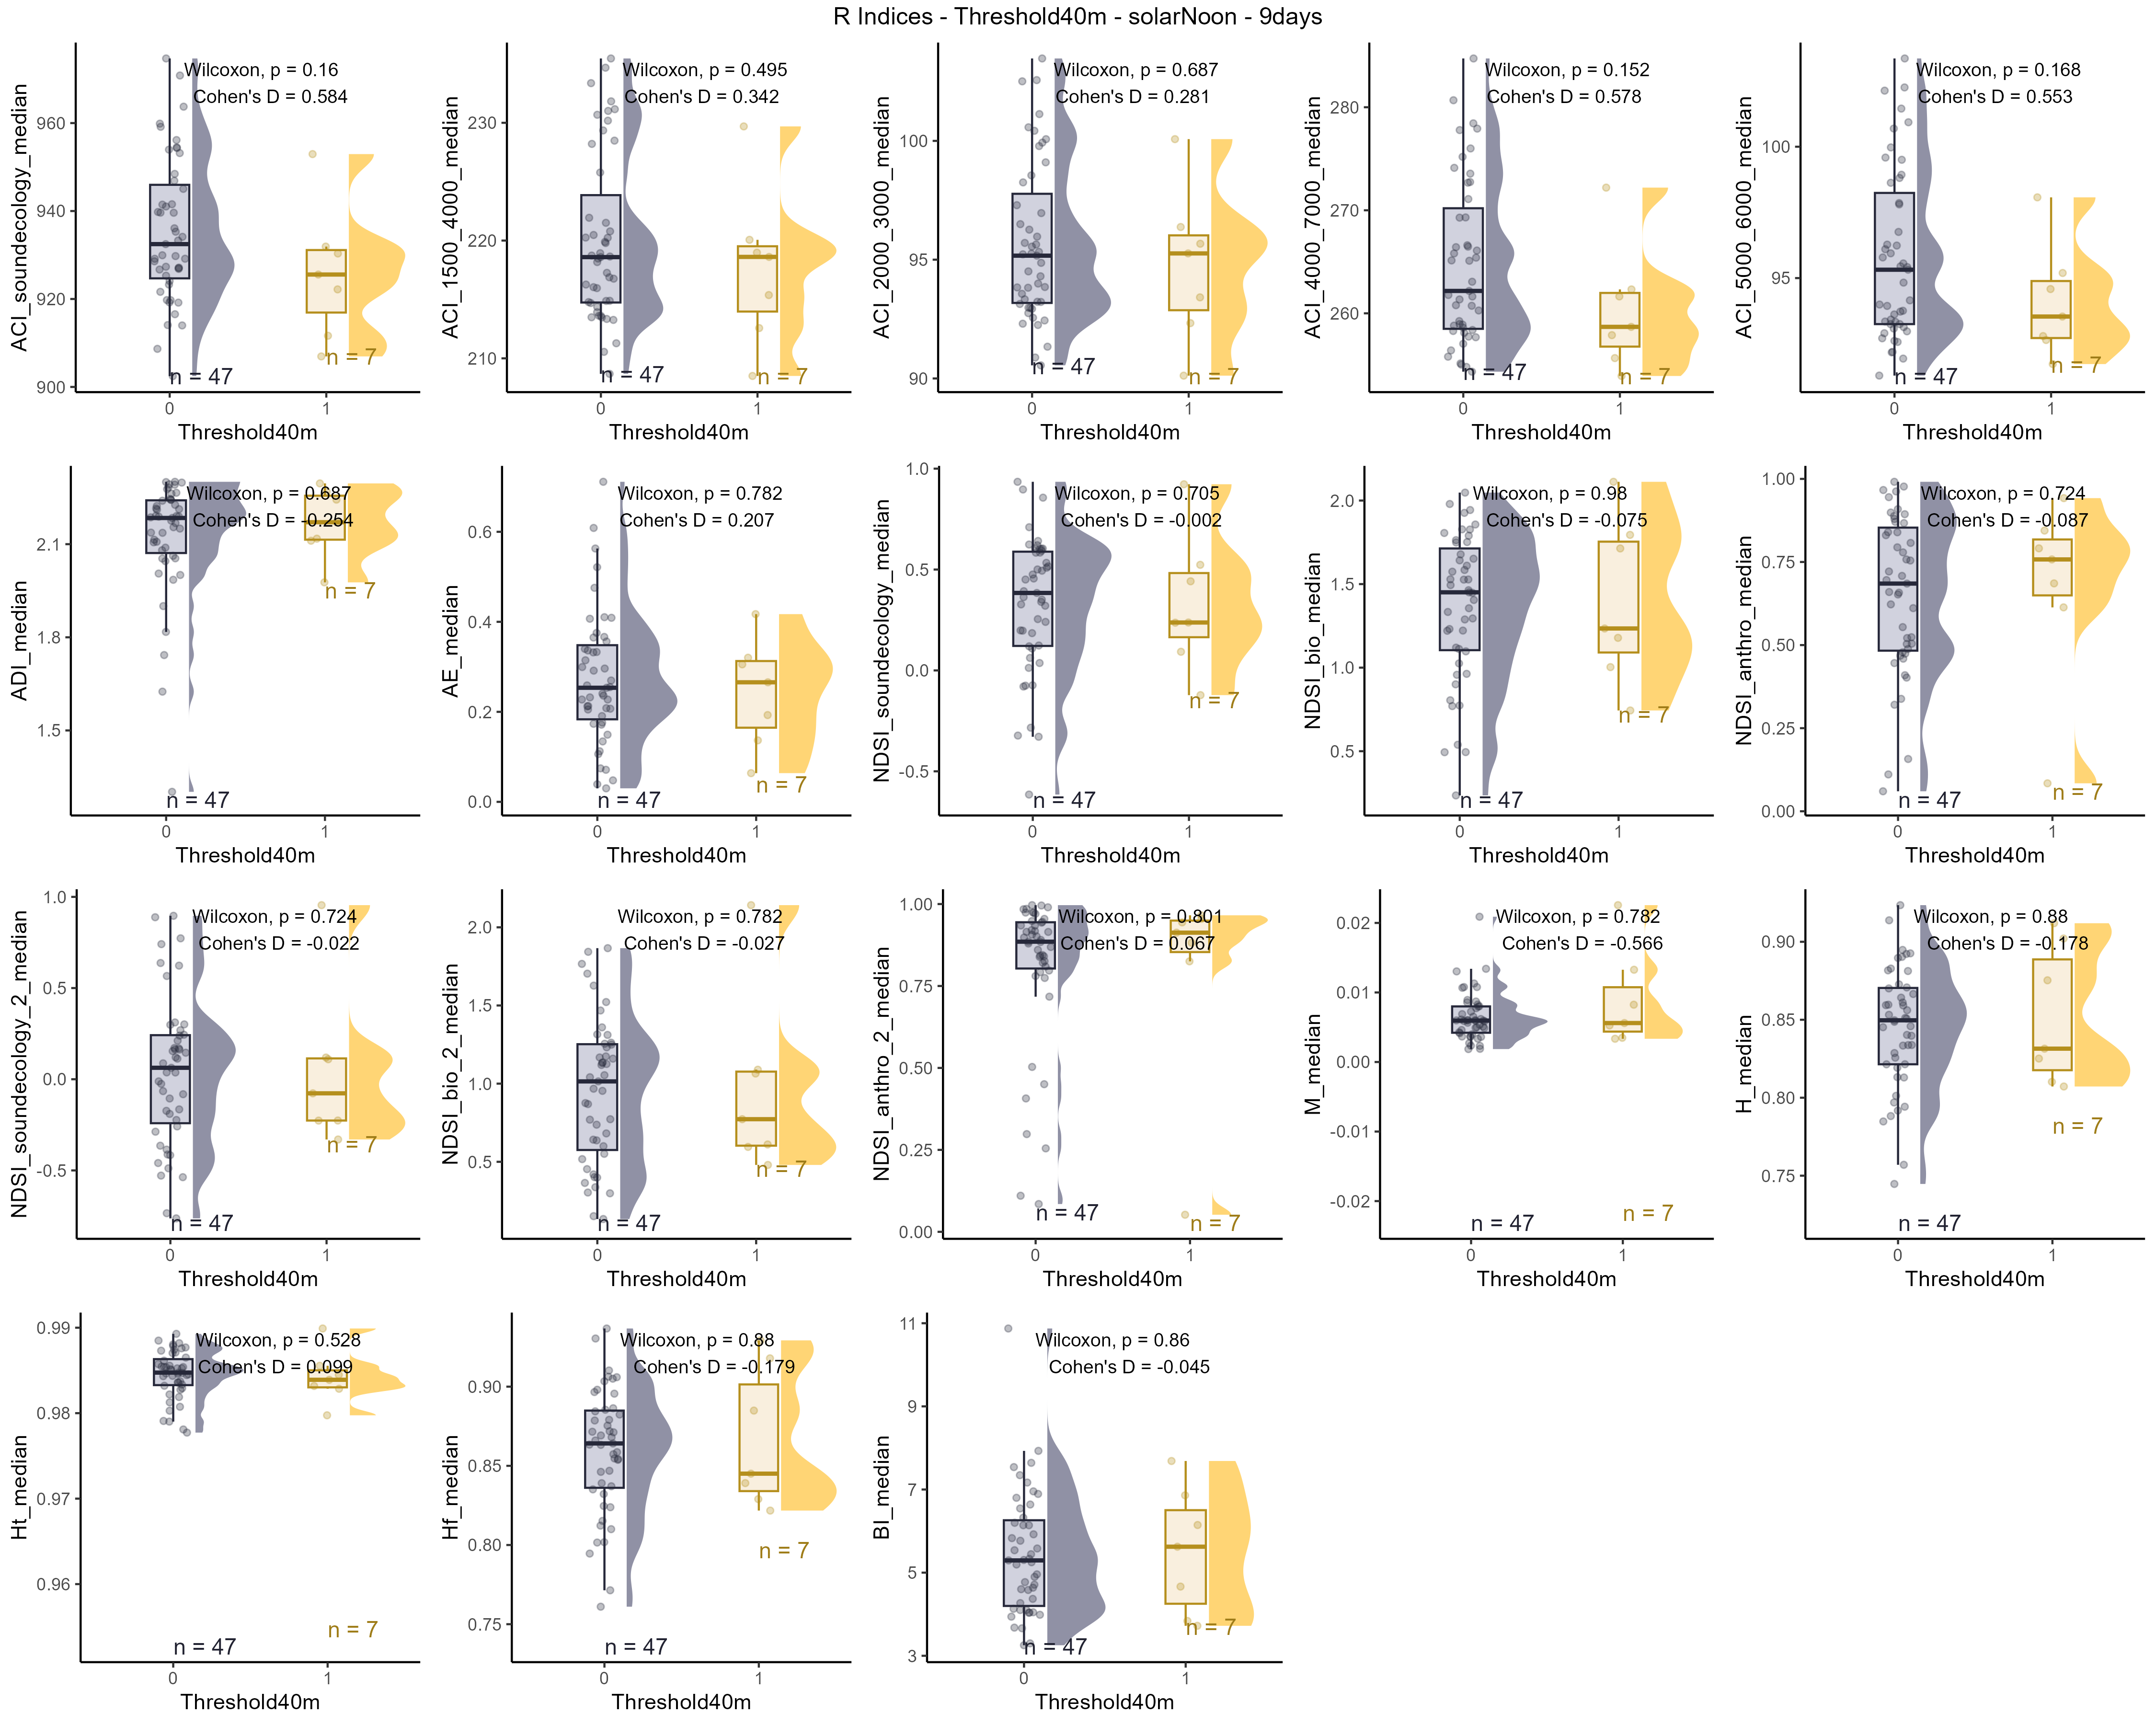 R Indices - Threshold40m - solarNoon - 9days
ACI_soundecology_median
960
940
920
900
Wilcoxon, p = 0.16
Cohen's D = 0.584
n = 47
n = 7
0
1
Threshold40m
ACI_1500_4000_median
230
220
210
Wilcoxon, p = 0.495
Cohen's D = 0.342
n = 47
n = 7
0
1
Threshold40m
ACI_2000_3000_median
100
95
90
Wilcoxon, p = 0.687
Cohen's D = 0.281
n = 47
n = 7
0
1
Threshold40m
ACI_4000_7000_median
280
270
260
Wilcoxon, p = 0.152
Cohen's D = 0.578
n = 47
n = 7
0
1
Threshold40m
ACI_5000_6000_median
100
95
Wilcoxon, p = 0.168
Cohen's D = 0.553
n = 47
n = 7
0
1
Threshold40m
ADI_median
2.1
1.8
1.5
Wilcoxon, p = 0.687
Cohen's D = -0.254
n = 47
n = 7
0
1
Threshold40m
AE_median
0.6
0.4
0.2
0.0
Wilcoxon, p = 0.782
Cohen's D = 0.207
n = 47
n = 7
0
1
Threshold40m
NDSI_soundecology_median
1.0
0.5
0.0
-0.5
Wilcoxon, p = 0.705
Cohen's D = -0.002
n = 47
n = 7
0
1
Threshold40m
NDSI_bio_median
2.0
1.5
1.0
0.5
Wilcoxon, p = 0.98
Cohen's D = -0.075
n = 47
n = 7
0
1
Threshold40m
NDSI_anthro_median
1.00
0.75
0.50
0.25
0.00
Wilcoxon, p = 0.724
Cohen's D = -0.087
n = 47
n = 7
0
1
Threshold40m
NDSI_soundecology_2_median
1.0
0.5
0.0
-0.5
Wilcoxon, p = 0.724
Cohen's D = -0.022
n = 47
n = 7
0
1
Threshold40m
NDSI_bio_2_median
2.0
1.5
1.0
0.5
Wilcoxon, p = 0.782
Cohen's D = -0.027
n = 47
n = 7
0
1
Threshold40m
NDSI_anthro_2_median
1.00
0.75
0.50
0.25
0.00
Wilcoxon, p = 0.801
Cohen's D = 0.067
n = 47
n = 7
0
1
Threshold40m
M_median
0.02
0.01
0.00
-0.01
-0.02
Wilcoxon, p = 0.782
Cohen's D = -0.566
n = 47
n = 7
0
1
Threshold40m
H_median
0.90
0.85
0.80
0.75
Wilcoxon, p = 0.88
Cohen's D = -0.178
n = 47
n = 7
0
1
Threshold40m
Ht_median
0.99
0.98
0.97
0.96
Wilcoxon, p = 0.528
Cohen's D = 0.099
n = 47
n = 7
0
1
Threshold40m
Hf_median
0.90
0.85
0.80
0.75
Wilcoxon, p = 0.88
Cohen's D = -0.179
n = 47
n = 7
0
1
Threshold40m
BI_median
11
9
7
5
3
Wilcoxon, p = 0.86
Cohen's D = -0.045
n = 47
n = 7
0
1
Threshold40m